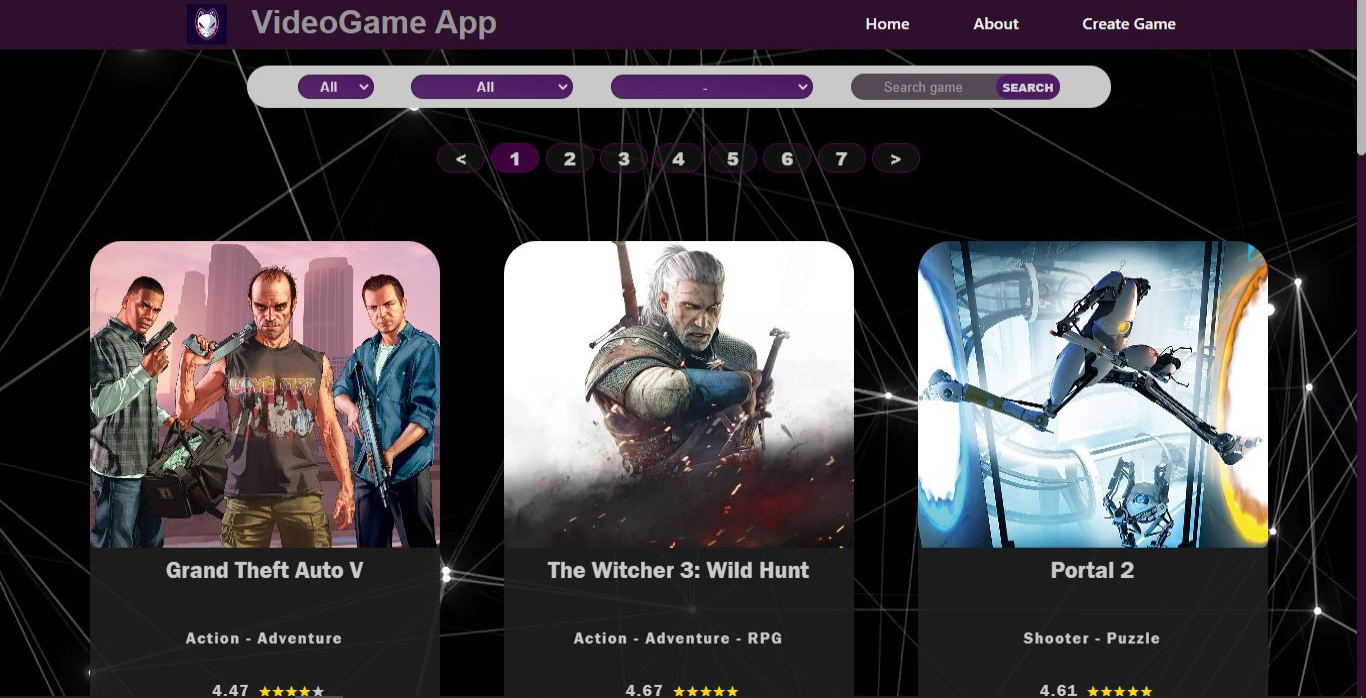 VideoGame App Home About Create Game
All All - Search game SEARCH
< 1 2 3 4 5 6 7 >
Grand Theft Auto V The Witcher 3: Wild Hunt Portal 2
Action - Adventure Action - Adventure - RPG Shooter - Puzzle
4.47 ★★★★★ 4.67 ★★★★★ 4.61 ★★★★★